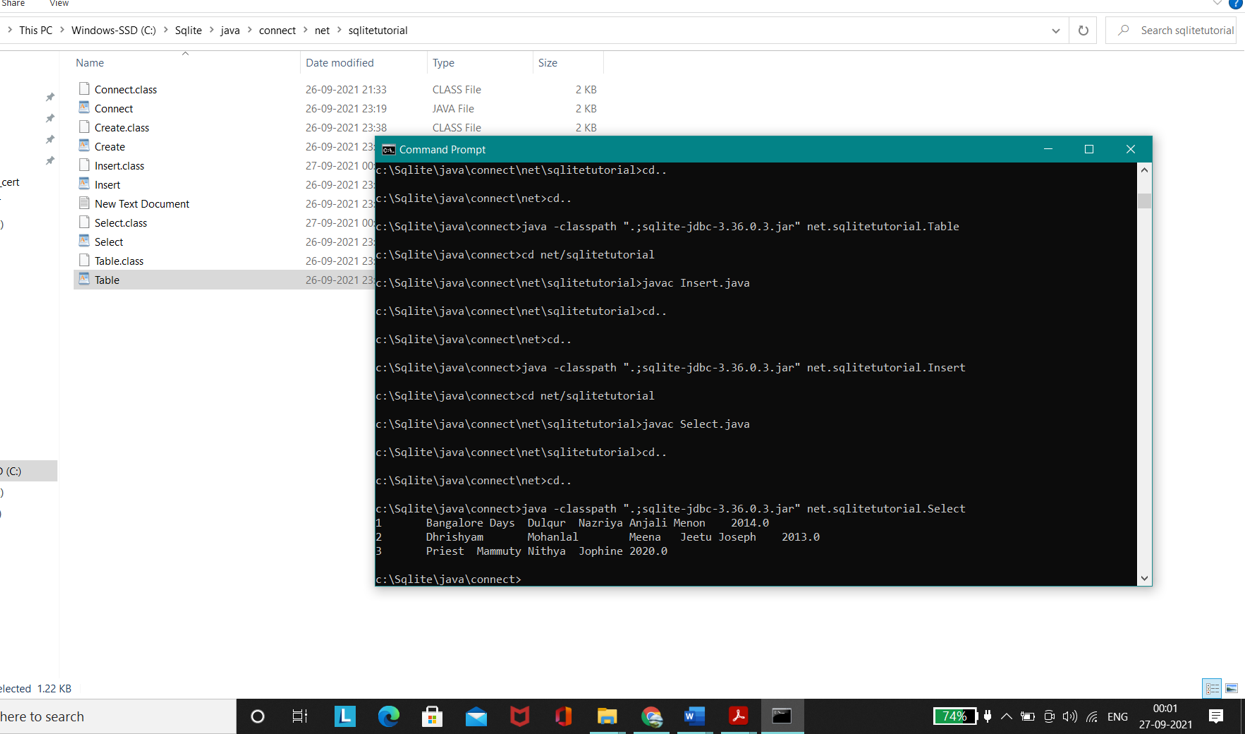 Share View
This PC > Windows-SSD (C:) > Sqlite > java > connect > net > sqlitetutorial
Search sqlitetutorial
Name Date modified Type Size
Connect.class 26-09-2021 21:33 CLASS File 2 KB
Connect 26-09-2021 23:19 JAVA File 2 KB
Create.class 26-09-2021 23:38 CLASS File 2 KB
Create 26-09-2021 23:
Insert.class 27-09-2021 00:
Insert 26-09-2021 23:
New Text Document 26-09-2021 23:
Select.class 27-09-2021 00:
Select 26-09-2021 23:
Table.class 26-09-2021 23:
Table 26-09-2021 23:
_cert
(C:)
Command Prompt
c:\Sqlite\java\connect\net\sqlitetutorial>cd..
c:\Sqlite\java\connect\net>cd..
c:\Sqlite\java\connect>java -classpath ".;sqlite-jdbc-3.36.0.3.jar" net.sqlitetutorial.Table
c:\Sqlite\java\connect>cd net/sqlitetutorial
c:\Sqlite\java\connect\net\sqlitetutorial>javac Insert.java
c:\Sqlite\java\connect\net\sqlitetutorial>cd..
c:\Sqlite\java\connect\net>cd..
c:\Sqlite\java\connect>java -classpath ".;sqlite-jdbc-3.36.0.3.jar" net.sqlitetutorial.Insert
c:\Sqlite\java\connect>cd net/sqlitetutorial
c:\Sqlite\java\connect\net\sqlitetutorial>javac Select.java
c:\Sqlite\java\connect\net\sqlitetutorial>cd..
c:\Sqlite\java\connect\net>cd..
c:\Sqlite\java\connect>java -classpath ".;sqlite-jdbc-3.36.0.3.jar" net.sqlitetutorial.Select
1 Bangalore Days Dulqur Nazriya Anjali Menon 2014.0
2 Dhrishyam Mohanlal Meena Jeetu Joseph 2013.0
3 Priest Mammuty Nithya Jophine 2020.0
c:\Sqlite\java\connect>
elected 1.22 KB
here to search
L
W
74%
ENG
00:01
27-09-2021